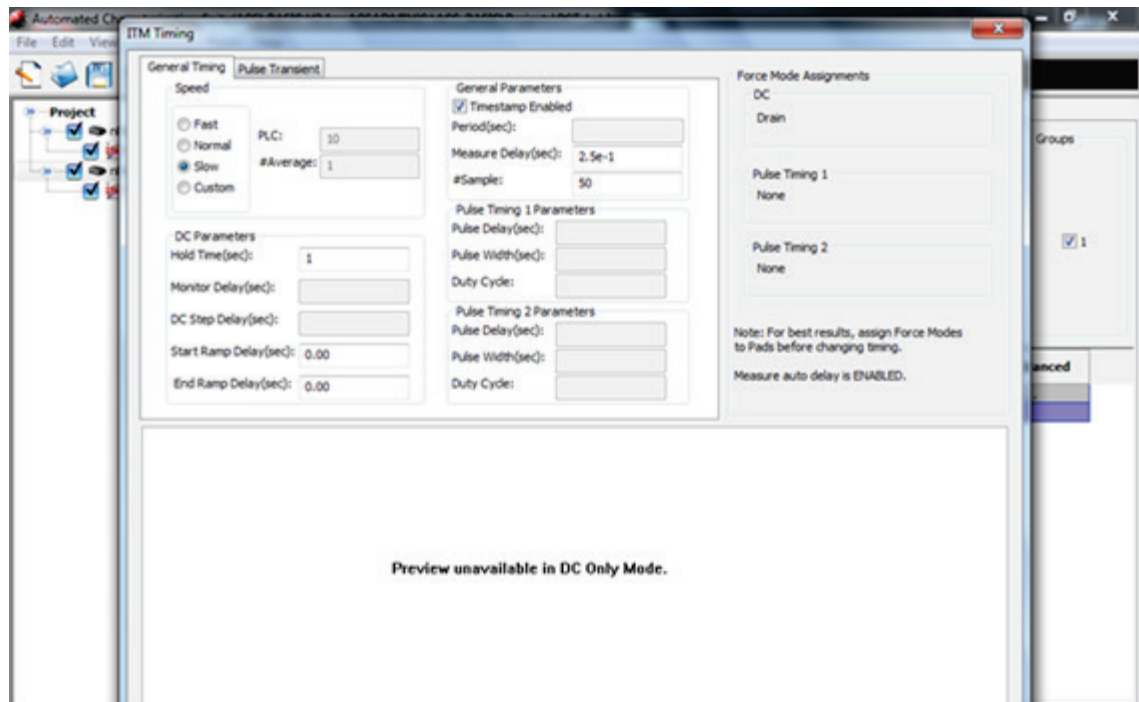 Automated Ch
ITM Timing
File Edit View
General Timing Pulse Transient
Speed
Fast
Normal
Slow
Custom
PLC: 10
#Average: 1
DC Parameters
Hold Time(sec): 1
Monitor Delay(sec):
DC Step Delay(sec):
Start Ramp Delay(sec): 0.00
End Ramp Delay(sec): 0.00
General Parameters
Timestamp Enabled
Period(sec):
Measure Delay(sec): 2.5e-1
#Sample: 50
Pulse Timing 1 Parameters
Pulse Delay(sec):
Pulse Width(sec):
Duty Cycle:
Pulse Timing 2 Parameters
Pulse Delay(sec):
Pulse Width(sec):
Duty Cycle:
Force Mode Assignments
DC
Drain
Pulse Timing 1
None
Pulse Timing 2
None
Note: For best results, assign Force Modes
to Pads before changing timing.
Measure auto delay is ENABLED.
Preview unavailable in DC Only Mode.
Project
Groups
1
anced